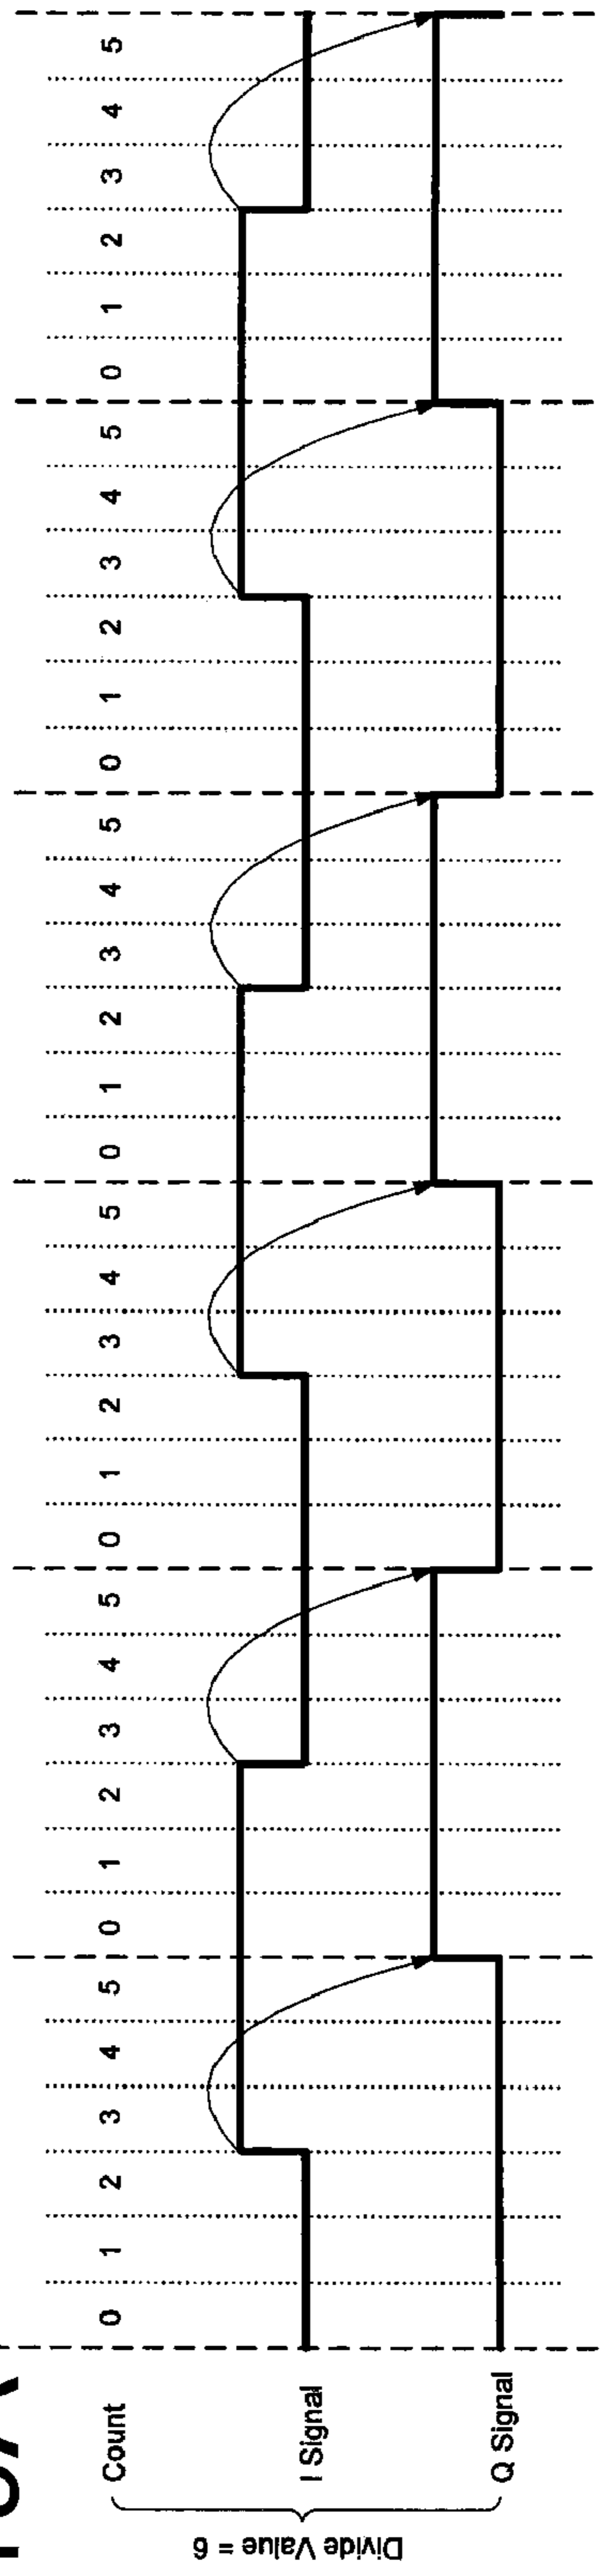 Count 0 1 2 3 4 5 0 1 2 3 4 5 0 1 2 3 4 5 0 1 2 3 4 5 0 1 2 3 4 5 0 1 2 3 4 5
I Signal
Q Signal
Divide Value = 6